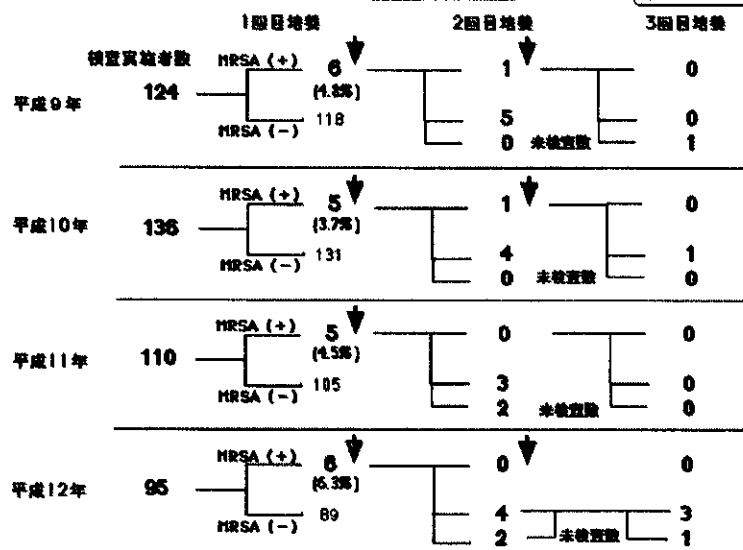 1回目培養 2回目培養 3回目培養
検査実施者数
平成9年 124 MRSA (+) 6 1 0
(4.8%)
MRSA (-) 118 5 0
0 未検査数 1
平成10年 136 MRSA (+) 5 1 0
(3.7%)
MRSA (-) 131 4 1
0 未検査数 0
平成11年 110 MRSA (+) 5 0 0
(4.5%)
MRSA (-) 105 3 0
2 未検査数 0
平成12年 95 MRSA (+) 6 0 0
(6.3%)
MRSA (-) 89 4 3
2 未検査数 1